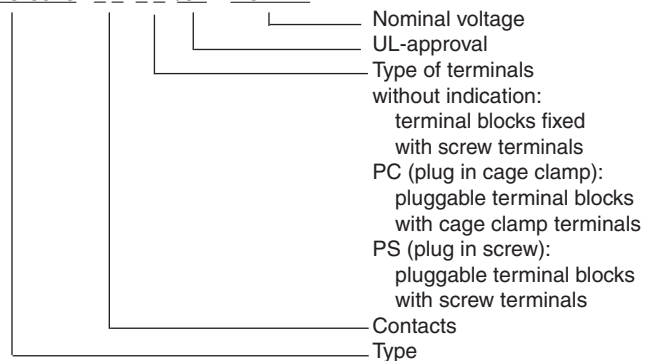 Nominal voltage
UL-approval
Type of terminals
without indication:
terminal blocks fixed
with screw terminals
PC (plug in cage clamp):
pluggable terminal blocks
with cage clamp terminals
PS (plug in screw):
pluggable terminal blocks
with screw terminals
Contacts
Type